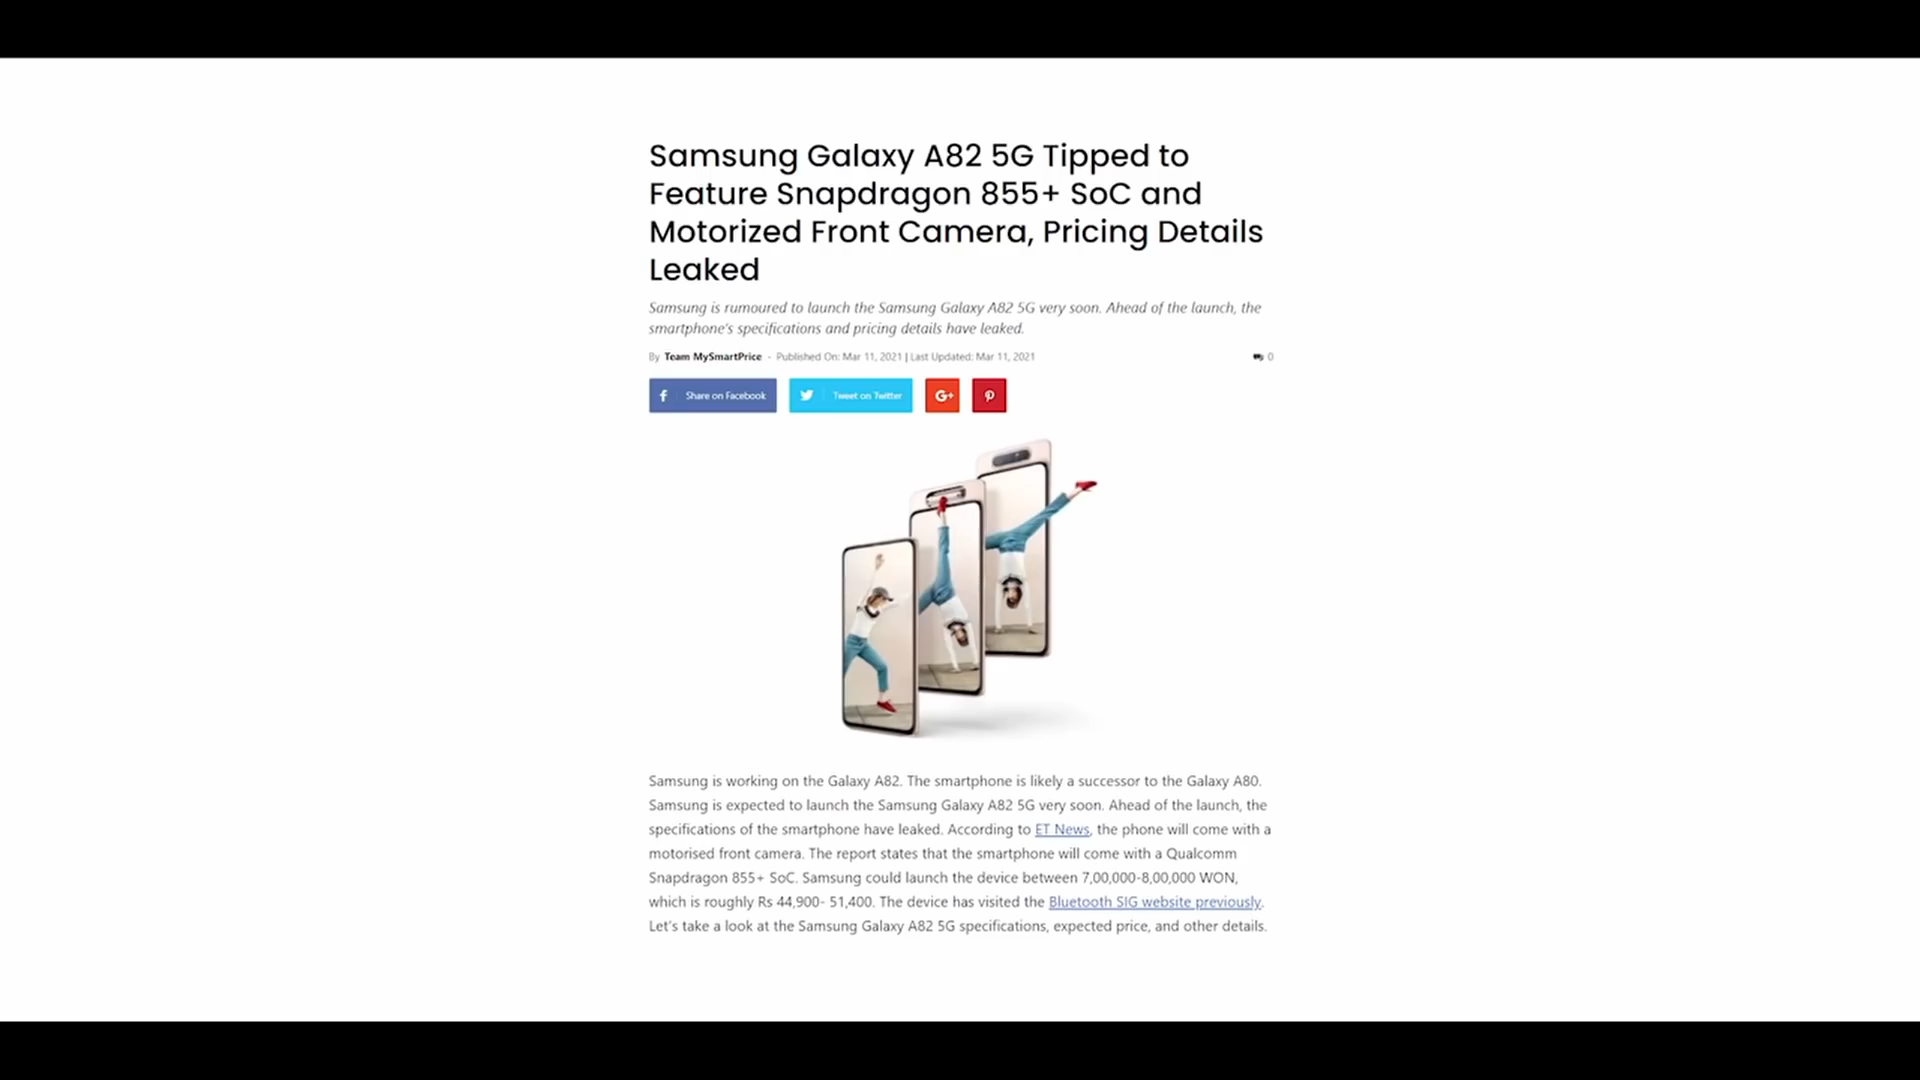 Samsung Galaxy A82 5G Tipped to
Feature Snapdragon 855+ SoC and
Motorized Front Camera, Pricing Details
Leaked
Samsung is rumoured to launch the Samsung Galaxy A82 5G very soon. Ahead of the launch, the
smartphone's specifications and pricing details have leaked.
By Team MySmartPrice - Published On: Mar 11, 2021 | Last Updated: Mar 11, 2021 0
f Share on Facebook Tweet on Twitter G+
Samsung is working on the Galaxy A82. The smartphone is likely a successor to the Galaxy A80.
Samsung is expected to launch the Samsung Galaxy A82 5G very soon. Ahead of the launch, the
specifications of the smartphone have leaked. According to ET News, the phone will come with a
motorised front camera. The report states that the smartphone will come with a Qualcomm
Snapdragon 855+ SoC. Samsung could launch the device between 7,00,000-8,00,000 WON,
which is roughly Rs 44,900- 51,400. The device has visited the Bluetooth SIG website previously.
Let's take a look at the Samsung Galaxy A82 5G specifications, expected price, and other details.